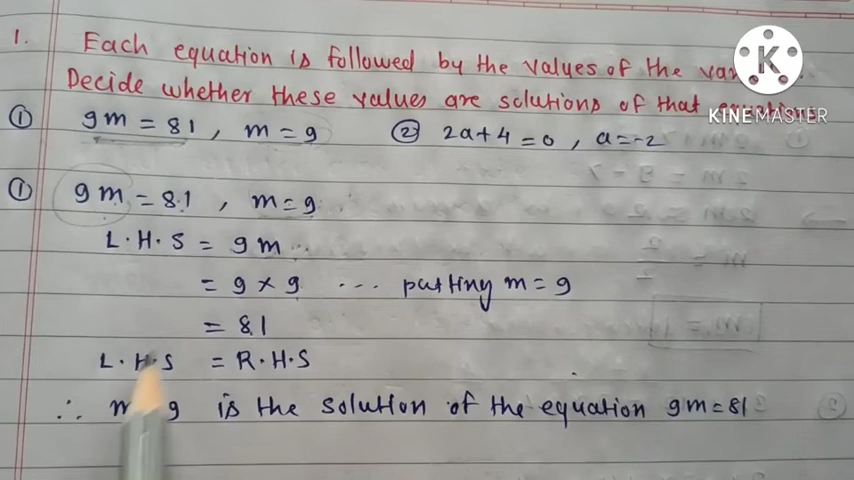 1. Each equation is followed by the values of the
Decide whether these values are solutions of that
① 9m = 81 , m = 9 ② 2a+4 = 0 , a = -2
① 9m = 81 , m = 9
L.H.S = 9m
= 9 × 9 ... putting m = 9
= 81
L.H.S = R.H.S
∴ m 9 is the solution of the equation 9m = 81
K
KINEMASTER